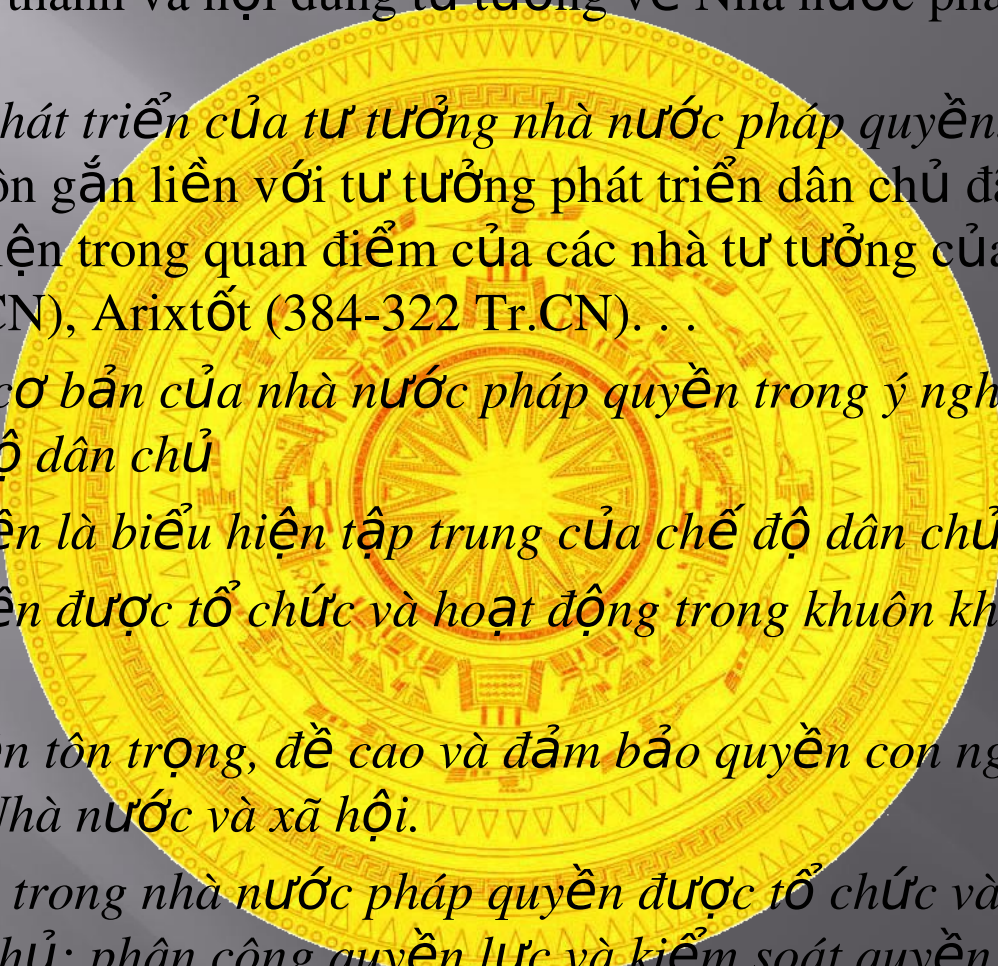 thành và nội dung tư tưởng về Nhà nước phá
hát triển của tư tưởng nhà nước pháp quyền
ôn gắn liền với tư tưởng phát triển dân chủ đã
iện trong quan điểm của các nhà tư tưởng của
CN), Arixtốt (384-322 Tr.CN). . .
cơ bản của nhà nước pháp quyền trong ý ngh
ộ dân chủ
ền là biểu hiện tập trung của chế độ dân chủ
ền được tổ chức và hoạt động trong khuôn kh
n tôn trọng, đề cao và đảm bảo quyền con ng
Nhà nước và xã hội.
trong nhà nước pháp quyền được tổ chức và
hủ: phân công quyền lực và kiểm soát quyền